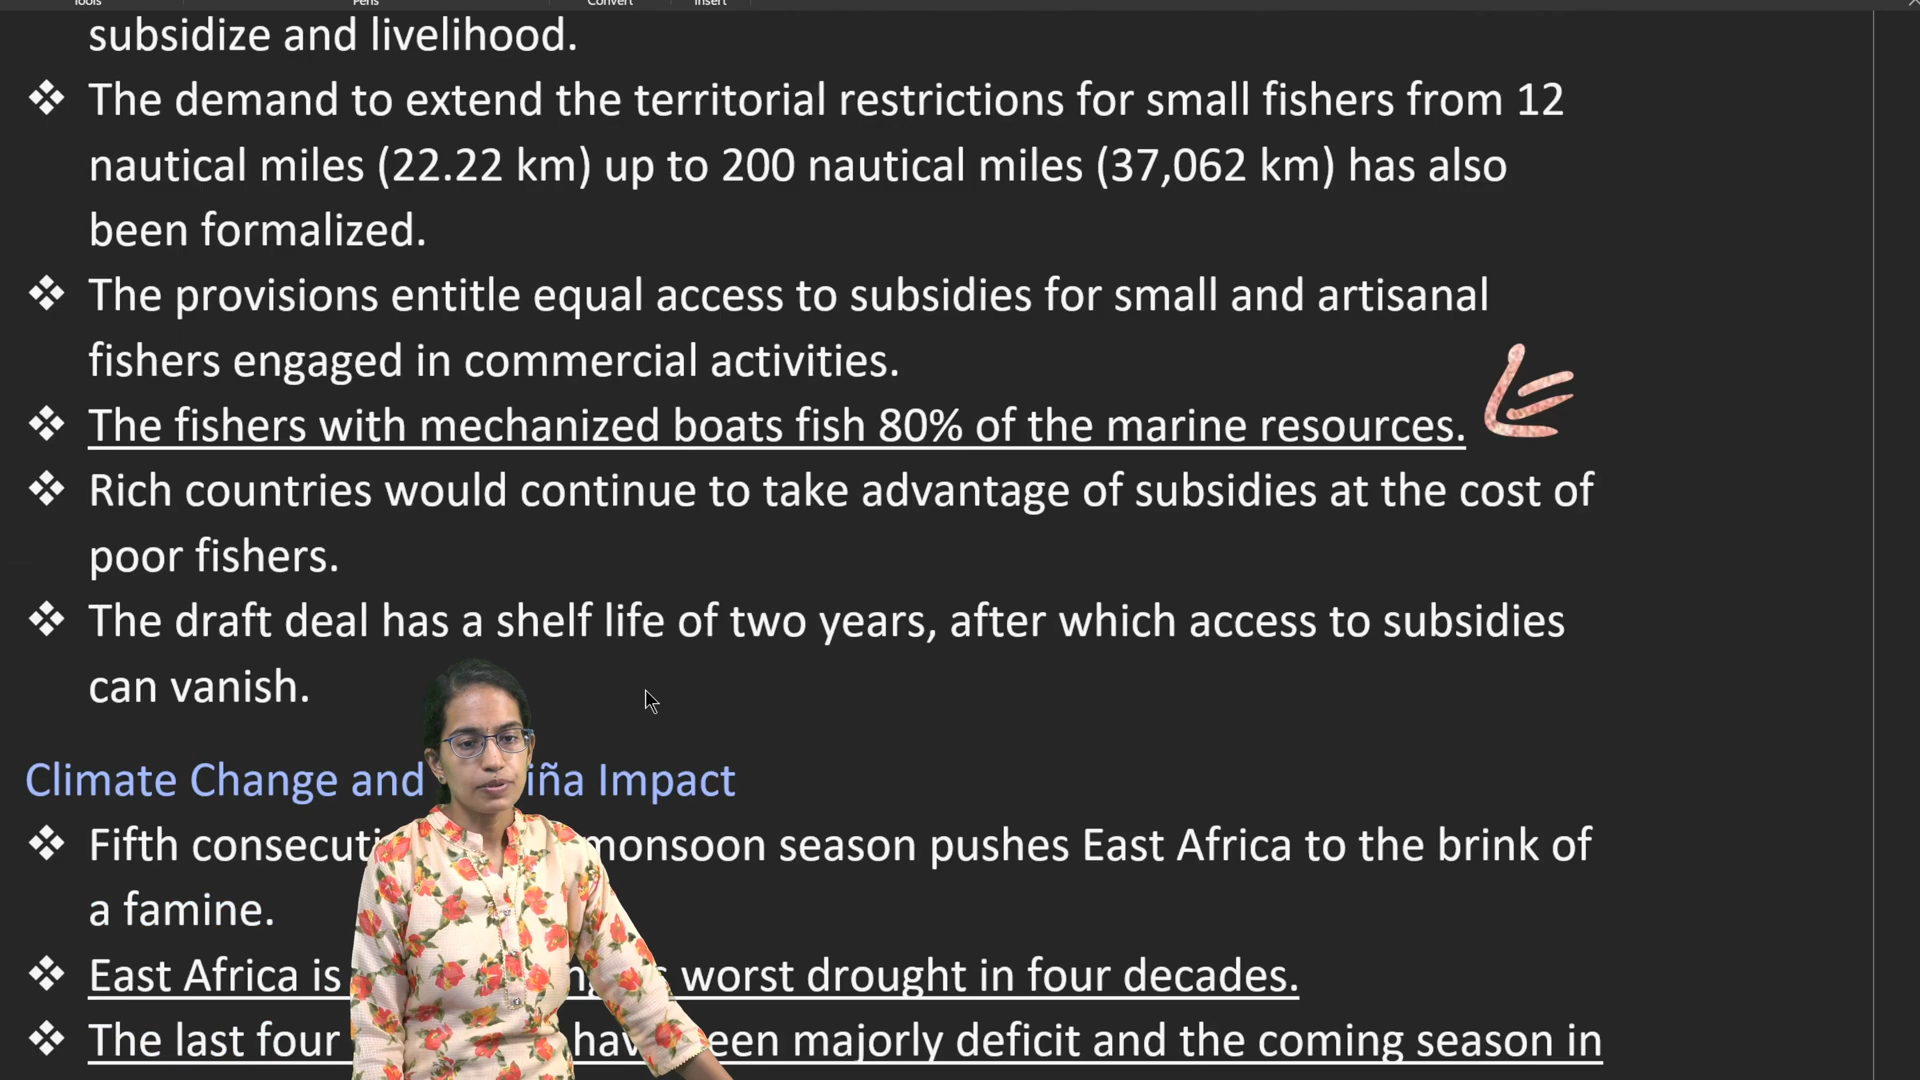 Tools Pens Convert Insert
subsidize and livelihood.
❖ The demand to extend the territorial restrictions for small fishers from 12
nautical miles (22.22 km) up to 200 nautical miles (37,062 km) has also
been formalized.
❖ The provisions entitle equal access to subsidies for small and artisanal
fishers engaged in commercial activities.
❖ The fishers with mechanized boats fish 80% of the marine resources.
❖ Rich countries would continue to take advantage of subsidies at the cost of
poor fishers.
❖ The draft deal has a shelf life of two years, after which access to subsidies
can vanish.
Climate Change and iña Impact
❖ Fifth consecuti monsoon season pushes East Africa to the brink of
a famine.
❖ East Africa is worst drought in four decades.
❖ The last four hav een majorly deficit and the coming season in